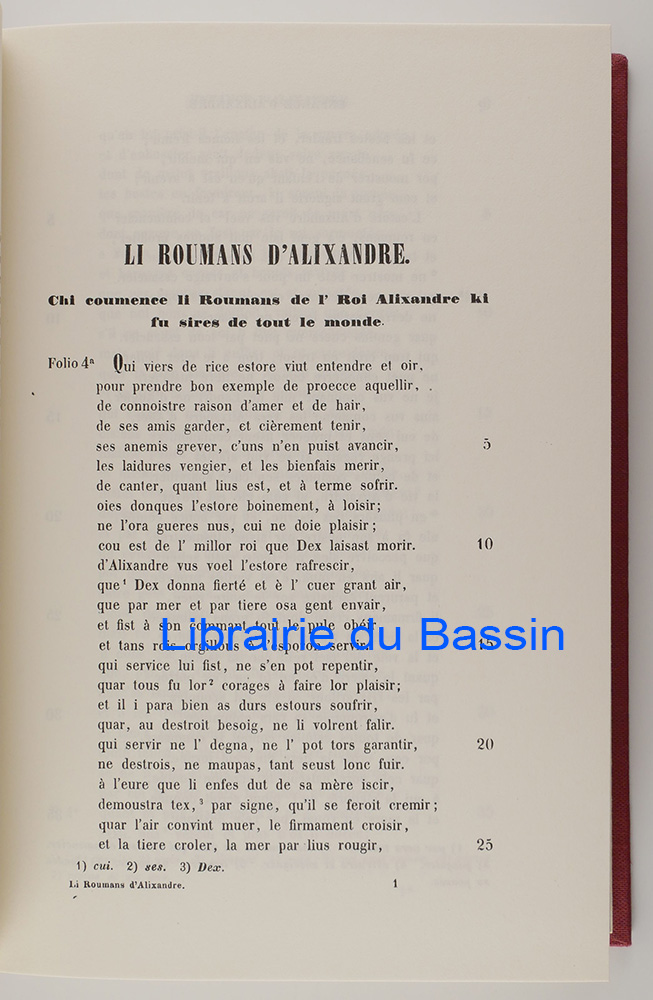 LI ROUMANS D'ALIXANDRE.
Chi coumence li Roumans de l' Roi Alixandre ki
fu sires de tout le monde.
Folio 4ª Qui viers de rice estore viut entendre et oir,
pour prendre bon exemple de proecce aquellir,
de connoistre raison d'amer et de hair,
de ses amis garder, et cièrement tenir,
ses anemis grever, c'uns n'en puist avancir, 5
les laidures vengier, et les bienfais merir,
de canter, quant lius est, et à terme sofrir.
oies donques l'estore boinement, à loisir;
ne l'ora gueres nus, cui ne doie plaisir;
cou est de l' millor roi que Dex laisast morir. 10
d'Alixandre vus voel l'estore rafrescir,
que¹ Dex donna fierté et è l' cuer grant air,
que par mer et par tiere osa gent envair,
et fist à son commant tout le pule obéir
et tans rois orgillous à l'esporon servir. 15
qui service lui fist, ne s'en pot repentir,
quar tous fu lor² corages à faire lor plaisir;
et il i para bien as durs estours soufrir,
quar, au destroit besoig, ne li volrent falir.
qui servir ne l' degna, ne l' pot tors garantir, 20
ne destrois, ne maupas, tant seust lonc fuir.
à l'eure que li enfes dut de sa mère iscir,
demoustra tex,³ par signe, qu'il se feroit cremir;
quar l'air convint muer, le firmament croisir,
et la tiere croler, la mer par lius rougir, 25
1) cui. 2) ses. 3) Dex.
Li Roumans d'Alixandre. 1
Librairie du Bassin